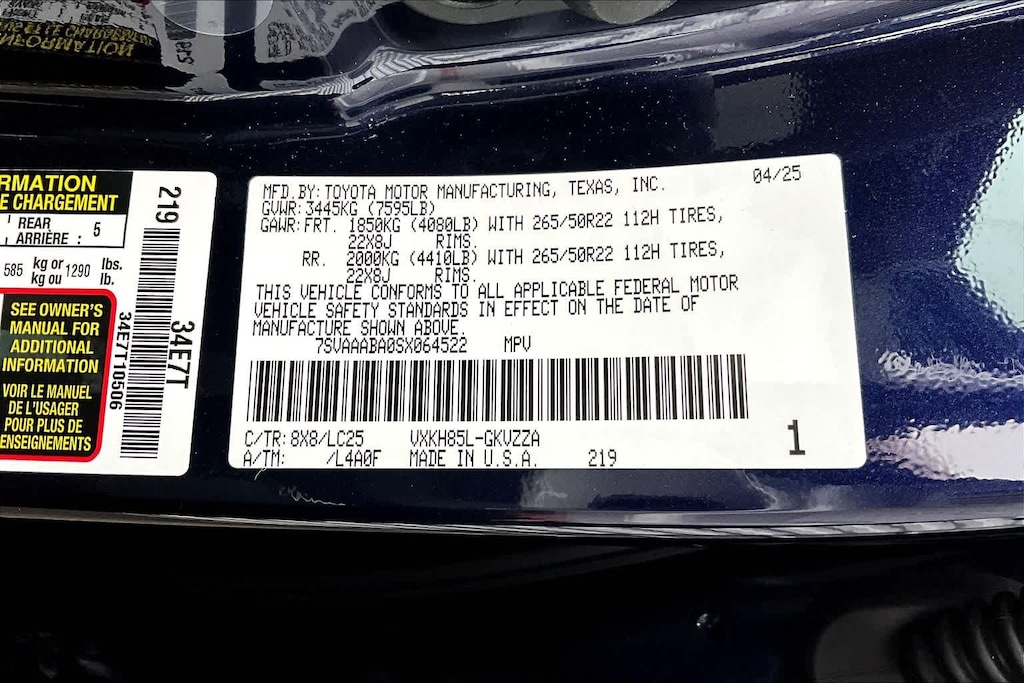 INFORMATION
RMATION
E CHARGEMENT
REAR
ARRIÈRE : 5
585 kg or 1290 lbs.
kg ou lb.
SEE OWNER'S
MANUAL FOR
ADDITIONAL
INFORMATION
VOIR LE MANUEL
DE L'USAGER
POUR PLUS DE
ENSEIGNEMENTS
219
34E7T
34E7T10506
MFD.BY:TOYOTA MOTOR MANUFACTURING, TEXAS, INC. 04/25
GVWR:3445KG (7595LB)
GAWR:FRT. 1850KG (4080LB) WITH 265/50R22 112H TIRES,
22X8J RIMS.
RR. 2000KG (4410LB) WITH 265/50R22 112H TIRES,
22X8J RIMS.
THIS VEHICLE CONFORMS TO ALL APPLICABLE FEDERAL MOTOR
VEHICLE SAFETY STANDARDS IN EFFECT ON THE DATE OF
MANUFACTURE SHOWN ABOVE.
7SVAAABA0SX064522 MPV
C/TR:8X8/LC25 VXKH85L-GKVZZA
A/TM: /L4A0F MADE IN U.S.A. 219
1